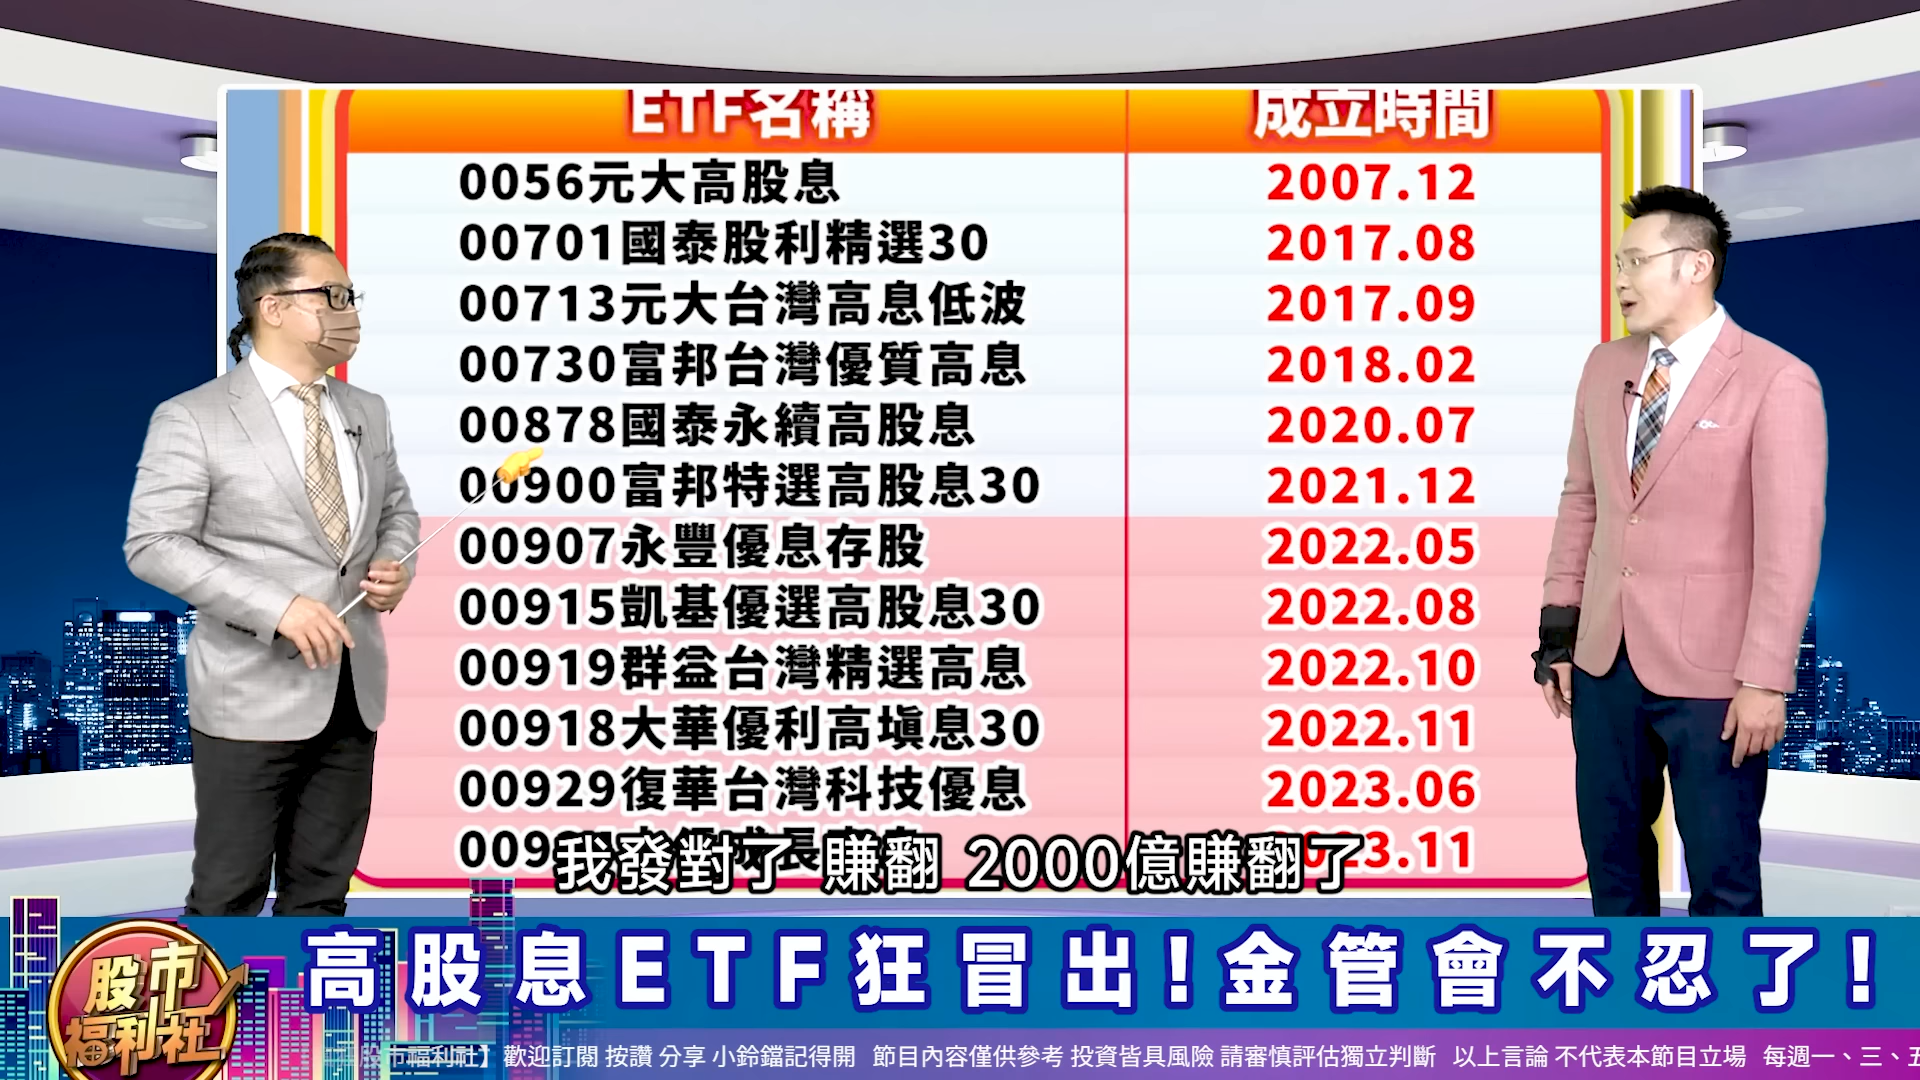 ETF名稱 成立時間
0056元大高股息 2007.12
00701國泰股利精選30 2017.08
00713元大台灣高息低波 2017.09
00730富邦台灣優質高息 2018.02
00878國泰永續高股息 2020.07
00900富邦特選高股息30 2021.12
00907永豐優息存股 2022.05
00915凱基優選高股息30 2022.08
00919群益台灣精選高息 2022.10
00918大華優利高填息30 2022.11
00929復華台灣科技優息 2023.06
我發對了 賺翻 2000億賺翻了
高股息ETF狂冒出!金管會不忍了!
股市
福利社
股市福利社】歡迎訂閱 按讚 分享 小鈴鐺記得開 節目內容僅供參考 投資皆具風險 請審慎評估獨立判斷 以上言論 不代表本節目立場 每週一、三、五